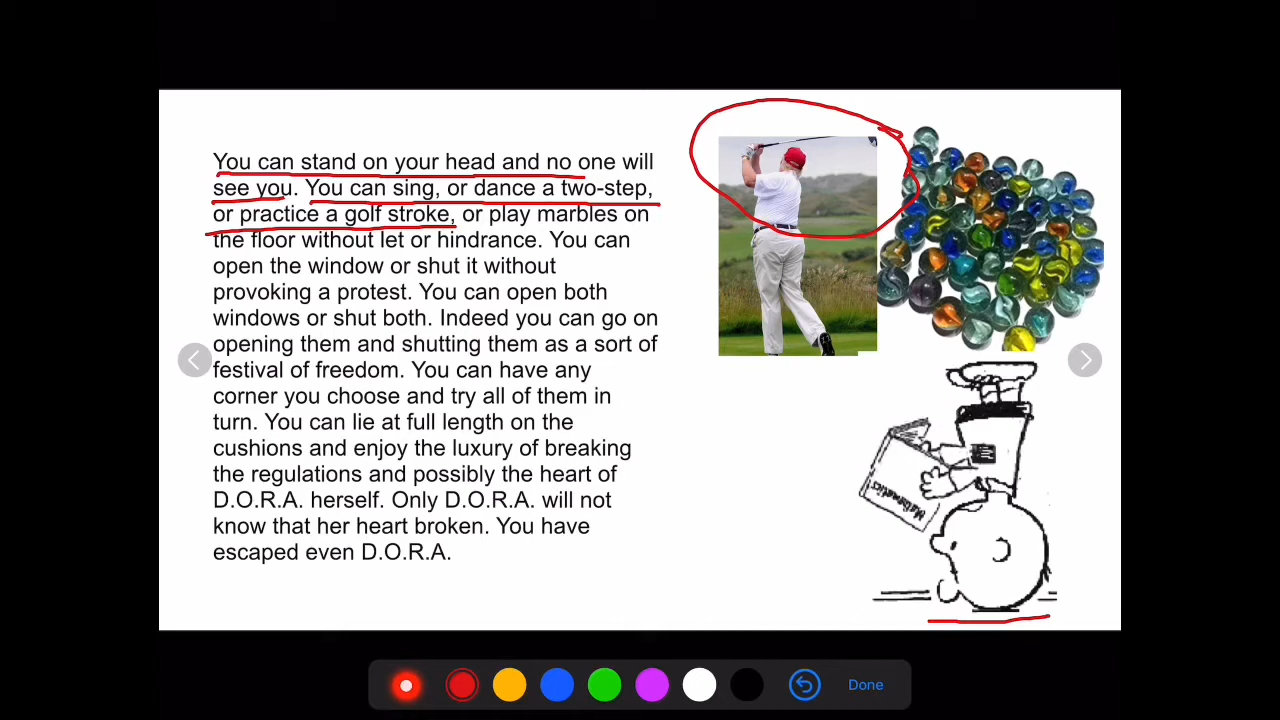 You can stand on your head and no one will
see you. You can sing, or dance a two-step,
or practice a golf stroke, or play marbles on
the floor without let or hindrance. You can
open the window or shut it without
provoking a protest. You can open both
windows or shut both. Indeed you can go on
opening them and shutting them as a sort of
festival of freedom. You can have any
corner you choose and try all of them in
turn. You can lie at full length on the
cushions and enjoy the luxury of breaking
the regulations and possibly the heart of
D.O.R.A. herself. Only D.O.R.A. will not
know that her heart broken. You have
escaped even D.O.R.A.
Mathematics
Done